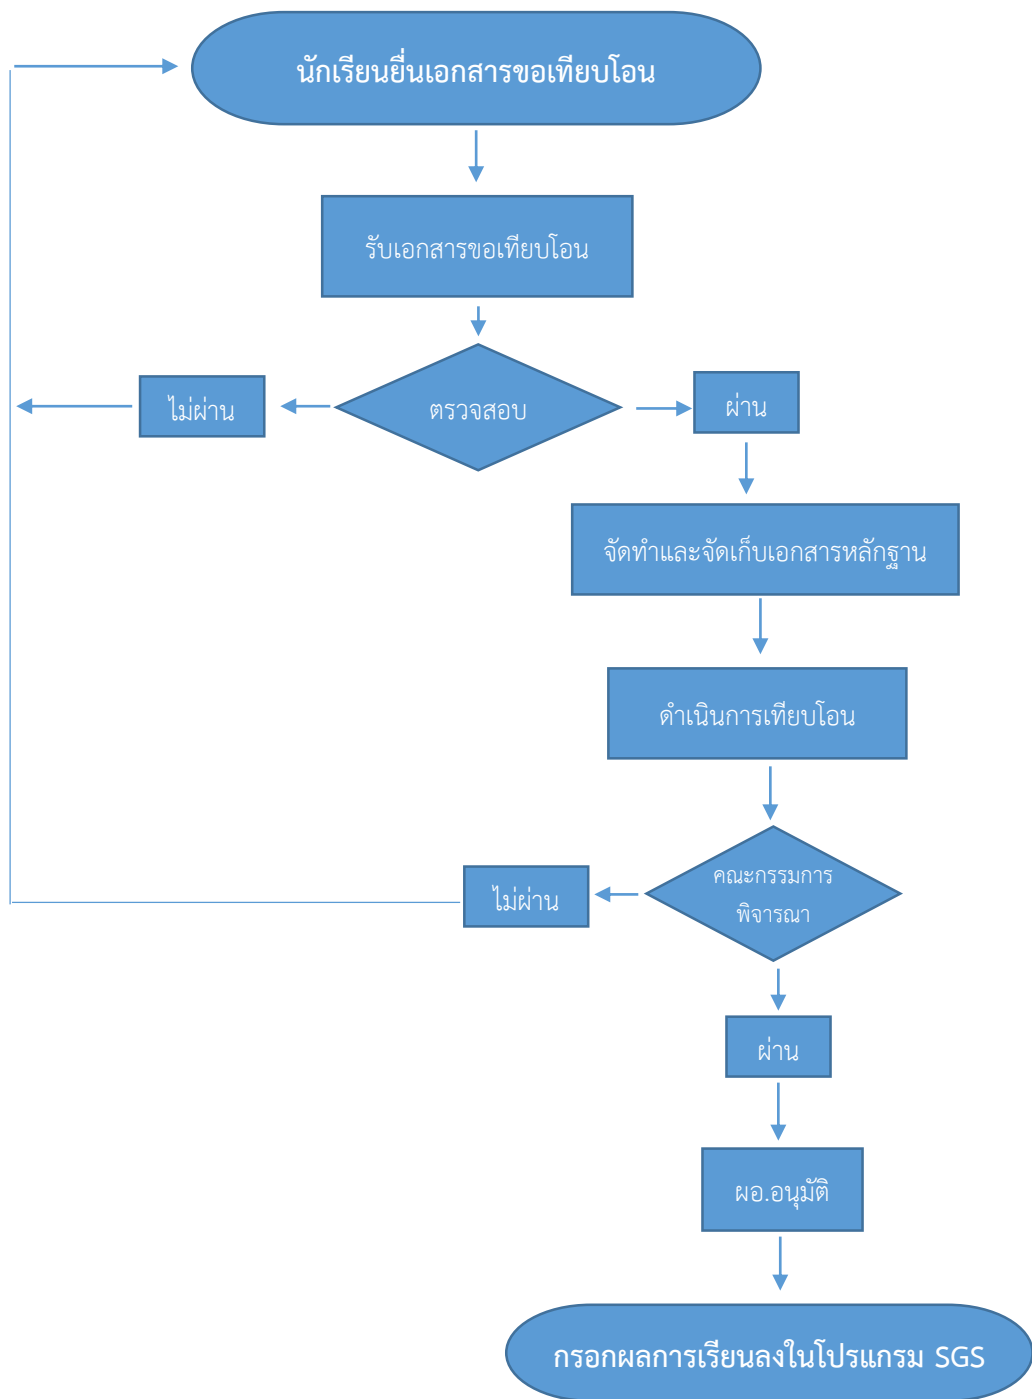 นักเรียนยื่นเอกสารขอเทียบโอน
รับเอกสารขอเทียบโอน
ไม่ผ่าน
ตรวจสอบ
ผ่าน
จัดทำและจัดเก็บเอกสารหลักฐาน
ดำเนินการเทียบโอน
คณะกรรมการ
พิจารณา
ไม่ผ่าน
ผ่าน
ผอ.อนุมัติ
กรอกผลการเรียนลงในโปรแกรม SGS